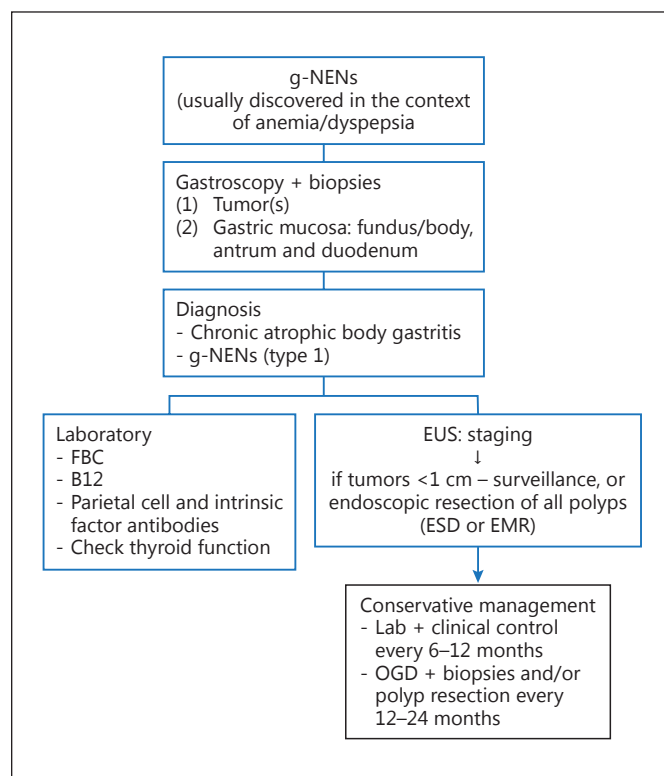 g-NENs
(usually discovered in the context
of anemia/dyspepsia
Gastroscopy + biopsies
(1) Tumor(s)
(2) Gastric mucosa: fundus/body,
antrum and duodenum
Diagnosis
- Chronic atrophic body gastritis
- g-NENs (type 1)
Laboratory
- FBC
- B12
- Parietal cell and intrinsic
factor antibodies
- Check thyroid function
EUS: staging
↓
if tumors <1 cm – surveillance, or
endoscopic resection of all polyps
(ESD or EMR)
Conservative management
- Lab + clinical control
every 6–12 months
- OGD + biopsies and/or
polyp resection every
12–24 months